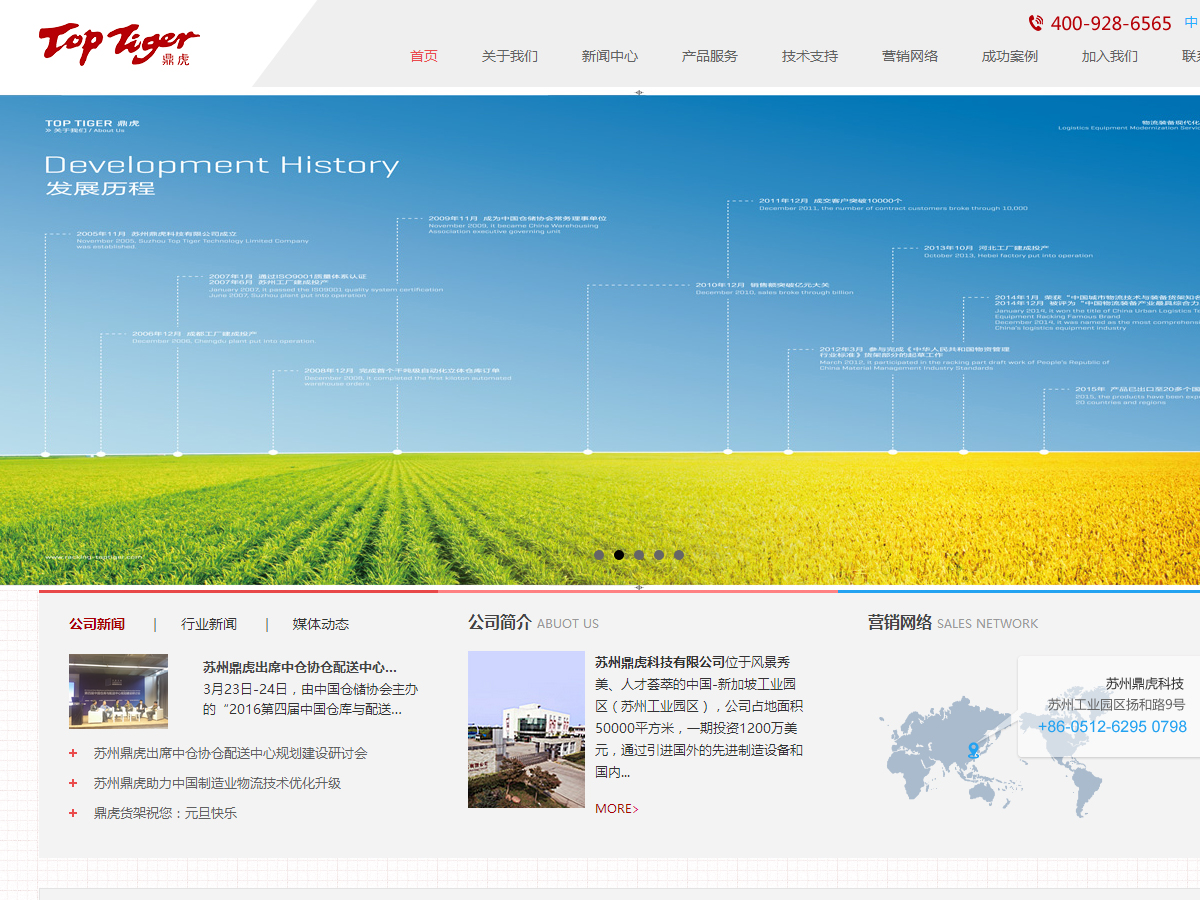 Top Tiger
鼎虎
400-928-6565
中
首页
关于我们
新闻中心
产品服务
技术支持
营销网络
成功案例
加入我们
联系
TOP TIGER 鼎虎
» 关于我们 / About Us
物流装备现代化
Logistics Equipment Modernization Servic
Development History
发展历程
2005年11月 苏州鼎虎科技有限公司成立
November 2005, Suzhou Top Tiger Technology Limited Company
was established.
2006年12月 成都工厂建成投产
December 2006, Chengdu plant put into operation
2007年1月 通过ISO9001质量体系认证
2007年6月 苏州工厂建成投产
January 2007, it passed the ISO9001 quality system certification
June 2007, Suzhou plant put into operation
2008年12月 完成首个千吨级自动化立体仓库订单
December 2008, it completed the first kiloton automated
warehouse orders
2009年11月 成为中国仓储协会常务理事单位
November 2009, it became China Warehousing
Association executive governing unit
2010年12月 销售额突破亿元大关
December 2010, sales broke through billion
2011年12月 成交客户突破10000个
December 2011, the number of contract customers broke through 10,000
2012年3月 参与完成《中华人民共和国物资管理
行业标准》货架部分的起草工作
March 2012, it participated in the racking part draft work of People's Republic of
China Material Management Industry Standards
2013年10月 河北工厂建成投产
October 2013, Hebei factory put into operation
2014年1月 荣获“中国城市物流技术与装备货架知名
2014年12月 被评为“中国物流装备产业最具综合力
January 2014, it won the title of China Urban Logistics Te
Equipment Racking Famous Brand
December 2014, it was named as the most comprehensi
China's logistics equipment industry
2015年 产品已出口至20多个国
2015, the products have been expo
20 countries and regions
www.racking-toptiger.com
公司新闻 | 行业新闻 | 媒体动态
苏州鼎虎出席中仓协仓配送中心...
3月23日-24日，由中国仓储协会主办
的“2016第四届中国仓库与配送...
苏州鼎虎出席中仓协仓配送中心规划建设研讨会
苏州鼎虎助力中国制造业物流技术优化升级
鼎虎货架祝您：元旦快乐
公司简介 ABUOT US
苏州鼎虎科技有限公司位于风景秀
美、人才荟萃的中国-新加坡工业园
区（苏州工业园区），公司占地面积
50000平方米，一期投资1200万美
元，通过引进国外的先进制造设备和
国内...
MORE>
营销网络 SALES NETWORK
苏州鼎虎科技
苏州工业园区扬和路9号
+86-0512-6295 0798